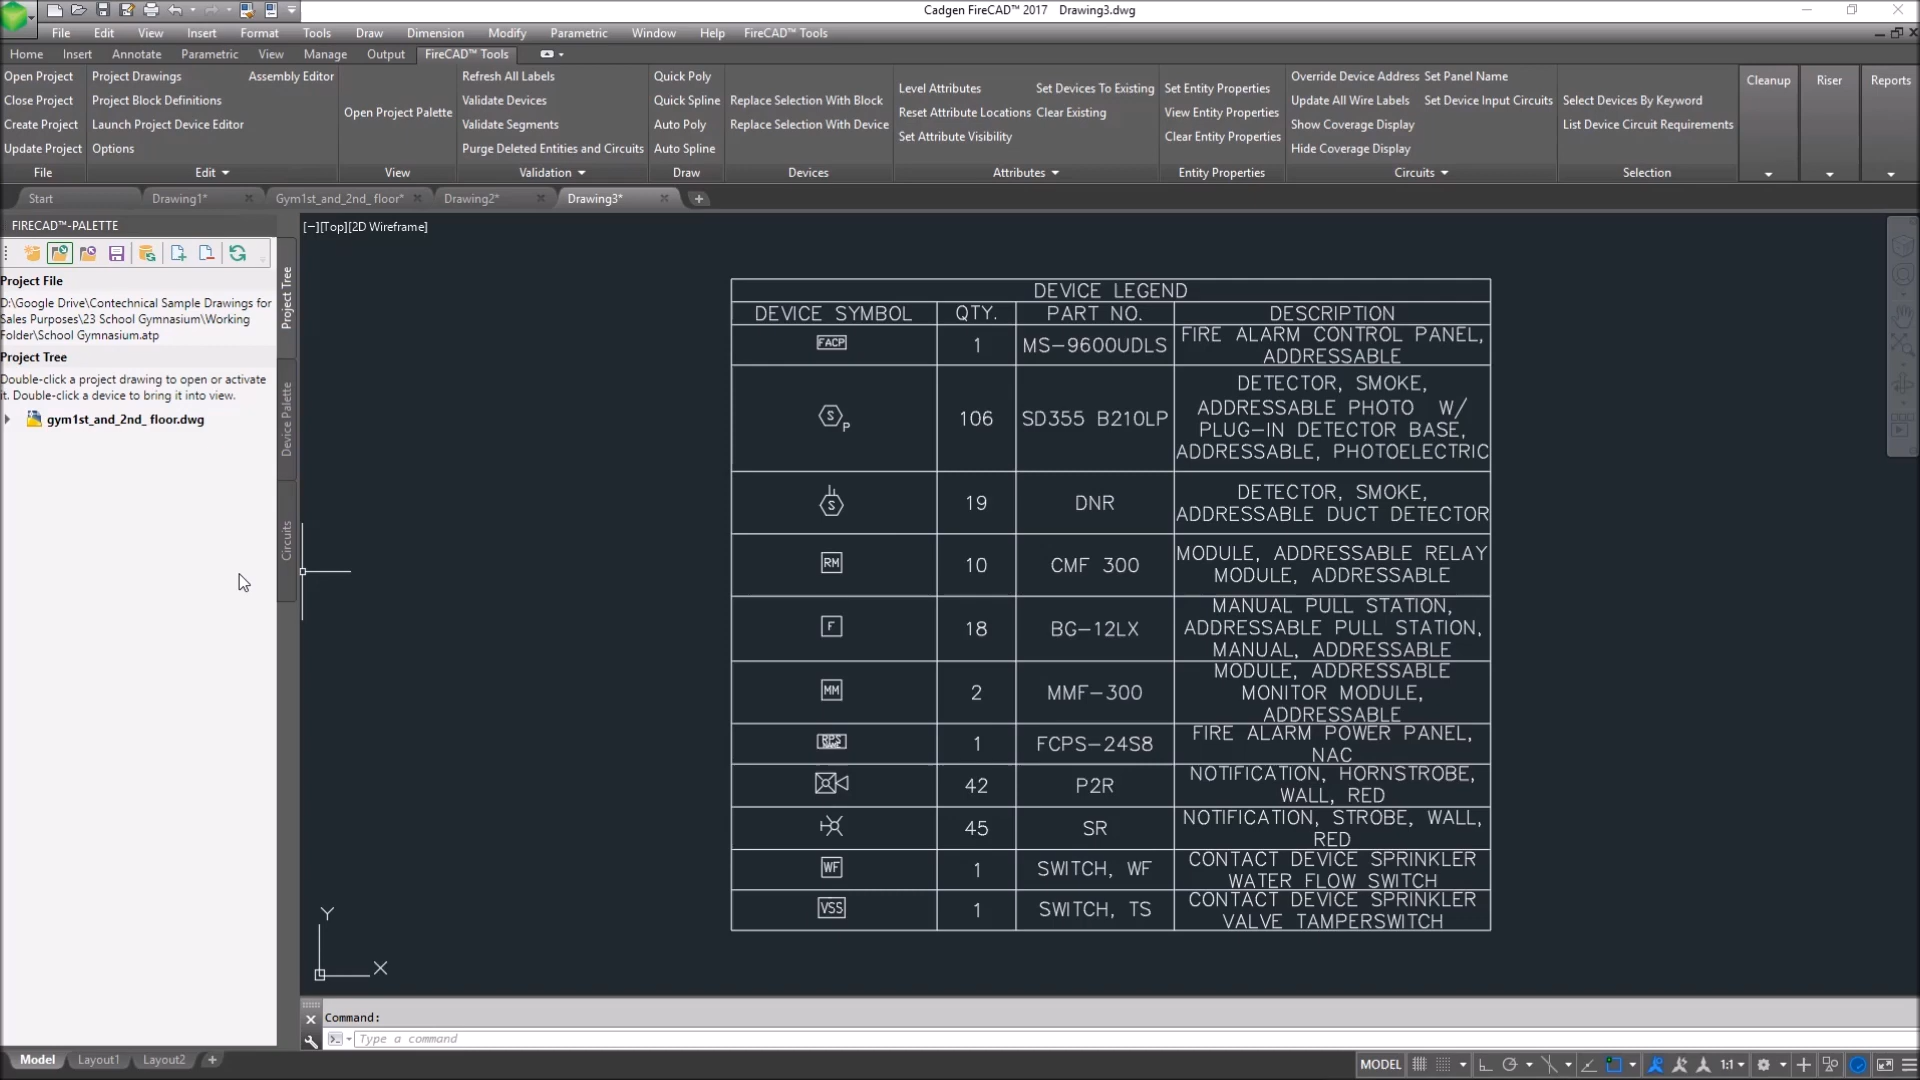 Cadgen FireCAD™ 2017 Drawing3.dwg
File Edit View Insert Format Tools Draw Dimension Modify Parametric Window Help FireCAD™ Tools
Home Insert Annotate Parametric View Manage Output FireCAD™ Tools
Open Project
Close Project
Create Project
Update Project
File
Project Drawings
Project Block Definitions
Launch Project Device Editor
Options
Assembly Editor
Edit
Open Project Palette
View
Refresh All Labels
Validate Devices
Validate Segments
Purge Deleted Entities and Circuits
Validation
Quick Poly
Quick Spline
Auto Poly
Auto Spline
Draw
Replace Selection With Block
Replace Selection With Device
Devices
Level Attributes
Reset Attribute Locations
Set Attribute Visibility
Set Devices To Existing
Clear Existing
Attributes
Set Entity Properties
View Entity Properties
Clear Entity Properties
Entity Properties
Override Device Address
Update All Wire Labels
Show Coverage Display
Hide Coverage Display
Set Panel Name
Set Device Input Circuits
Circuits
Select Devices By Keyword
List Device Circuit Requirements
Selection
Cleanup
Riser
Reports
Start Drawing1* Gym1st_and_2nd_ floor* Drawing2* Drawing3*
FIRECAD™-PALETTE
Project File
D:\Google Drive\Contechnical Sample Drawings for
Sales Purposes\23 School Gymnasium\Working
Folder\School Gymnasium.atp
Project Tree
Double-click a project drawing to open or activate
it. Double-click a device to bring it into view.
gym1st_and_2nd_ floor.dwg
Project Tree
Device Palette
Circuits
[−][Top][2D Wireframe]
DEVICE LEGEND
DEVICE SYMBOL QTY. PART NO. DESCRIPTION
FACP 1 MS-9600UDLS FIRE ALARM CONTROL PANEL,
ADDRESSABLE
S P 106 SD355 B210LP DETECTOR, SMOKE,
ADDRESSABLE PHOTO W/
PLUG-IN DETECTOR BASE,
ADDRESSABLE, PHOTOELECTRIC
S 19 DNR DETECTOR, SMOKE,
ADDRESSABLE DUCT DETECTOR
RM 10 CMF 300 MODULE, ADDRESSABLE RELAY
MODULE, ADDRESSABLE
F 18 BG-12LX MANUAL PULL STATION,
ADDRESSABLE PULL STATION,
MANUAL, ADDRESSABLE
MM 2 MMF-300 MODULE, ADDRESSABLE
MONITOR MODULE,
ADDRESSABLE
1 FCPS-24S8 FIRE ALARM POWER PANEL,
NAC
42 P2R NOTIFICATION, HORNSTROBE,
WALL, RED
45 SR NOTIFICATION, STROBE, WALL,
RED
WF 1 SWITCH, WF CONTACT DEVICE SPRINKLER
WATER FLOW SWITCH
VSS 1 SWITCH, TS CONTACT DEVICE SPRINKLER
VALVE TAMPERSWITCH
Y
X
Command:
Type a command
Model Layout1 Layout2
MODEL 1:1